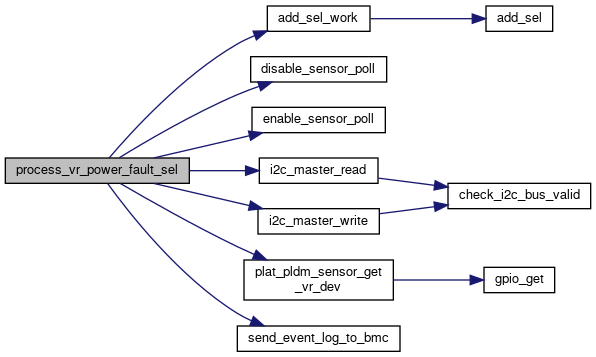 add_sel_work
add_sel
disable_sensor_poll
enable_sensor_poll
process_vr_power_fault_sel
i2c_master_read
check_i2c_bus_valid
i2c_master_write
plat_pldm_sensor_get
_vr_dev
gpio_get
send_event_log_to_bmc